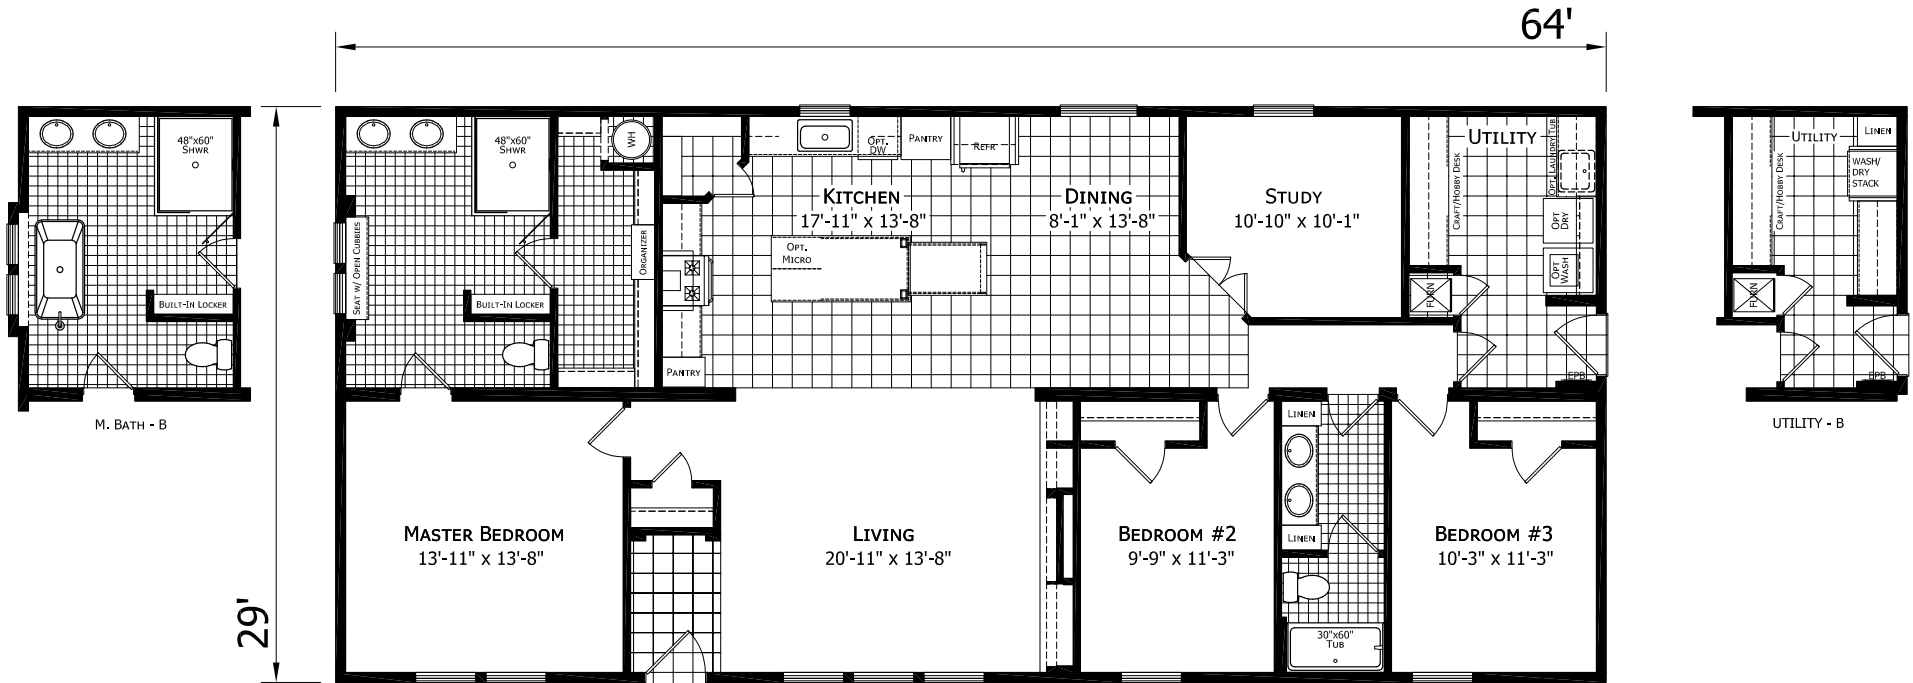 64'
29'
48"x60"
SHWR
BUILT-IN LOCKER
M. BATH - B
48"x60"
SHWR
SEAT W/ OPEN CUBBIES
BUILT-IN LOCKER
WH
ORGANIZER
PANTRY
OPT.
DW
PANTRY
REFR
KITCHEN
17'-11" x 13'-8"
OPT.
MICRO
DINING
8'-1" x 13'-8"
STUDY
10'-10" x 10'-1"
UTILITY
CRAFT/HOBBY DESK
OPT. LAUNDRY TUB
OPT
DRY
OPT
WASH
FURN
EPB
UTILITY
LINEN
CRAFT/HOBBY DESK
WASH/
DRY
STACK
FURN
EPB
UTILITY - B
MASTER BEDROOM
13'-11" x 13'-8"
LIVING
20'-11" x 13'-8"
BEDROOM #2
9'-9" x 11'-3"
LINEN
LINEN
30"x60"
TUB
BEDROOM #3
10'-3" x 11'-3"